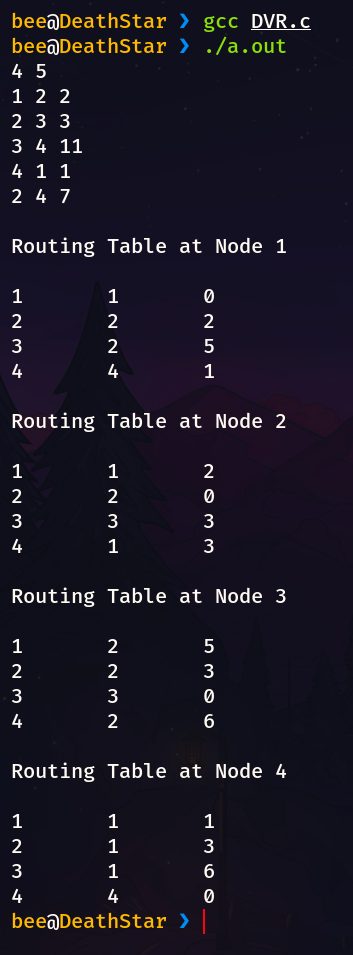 bee@DeathStar ❯ gcc DVR.c
bee@DeathStar ❯ ./a.out
4 5
1 2 2
2 3 3
3 4 11
4 1 1
2 4 7
Routing Table at Node 1
1 1 0
2 2 2
3 2 5
4 4 1
Routing Table at Node 2
1 1 2
2 2 0
3 3 3
4 1 3
Routing Table at Node 3
1 2 5
2 2 3
3 3 0
4 2 6
Routing Table at Node 4
1 1 1
2 1 3
3 1 6
4 4 0
bee@DeathStar ❯